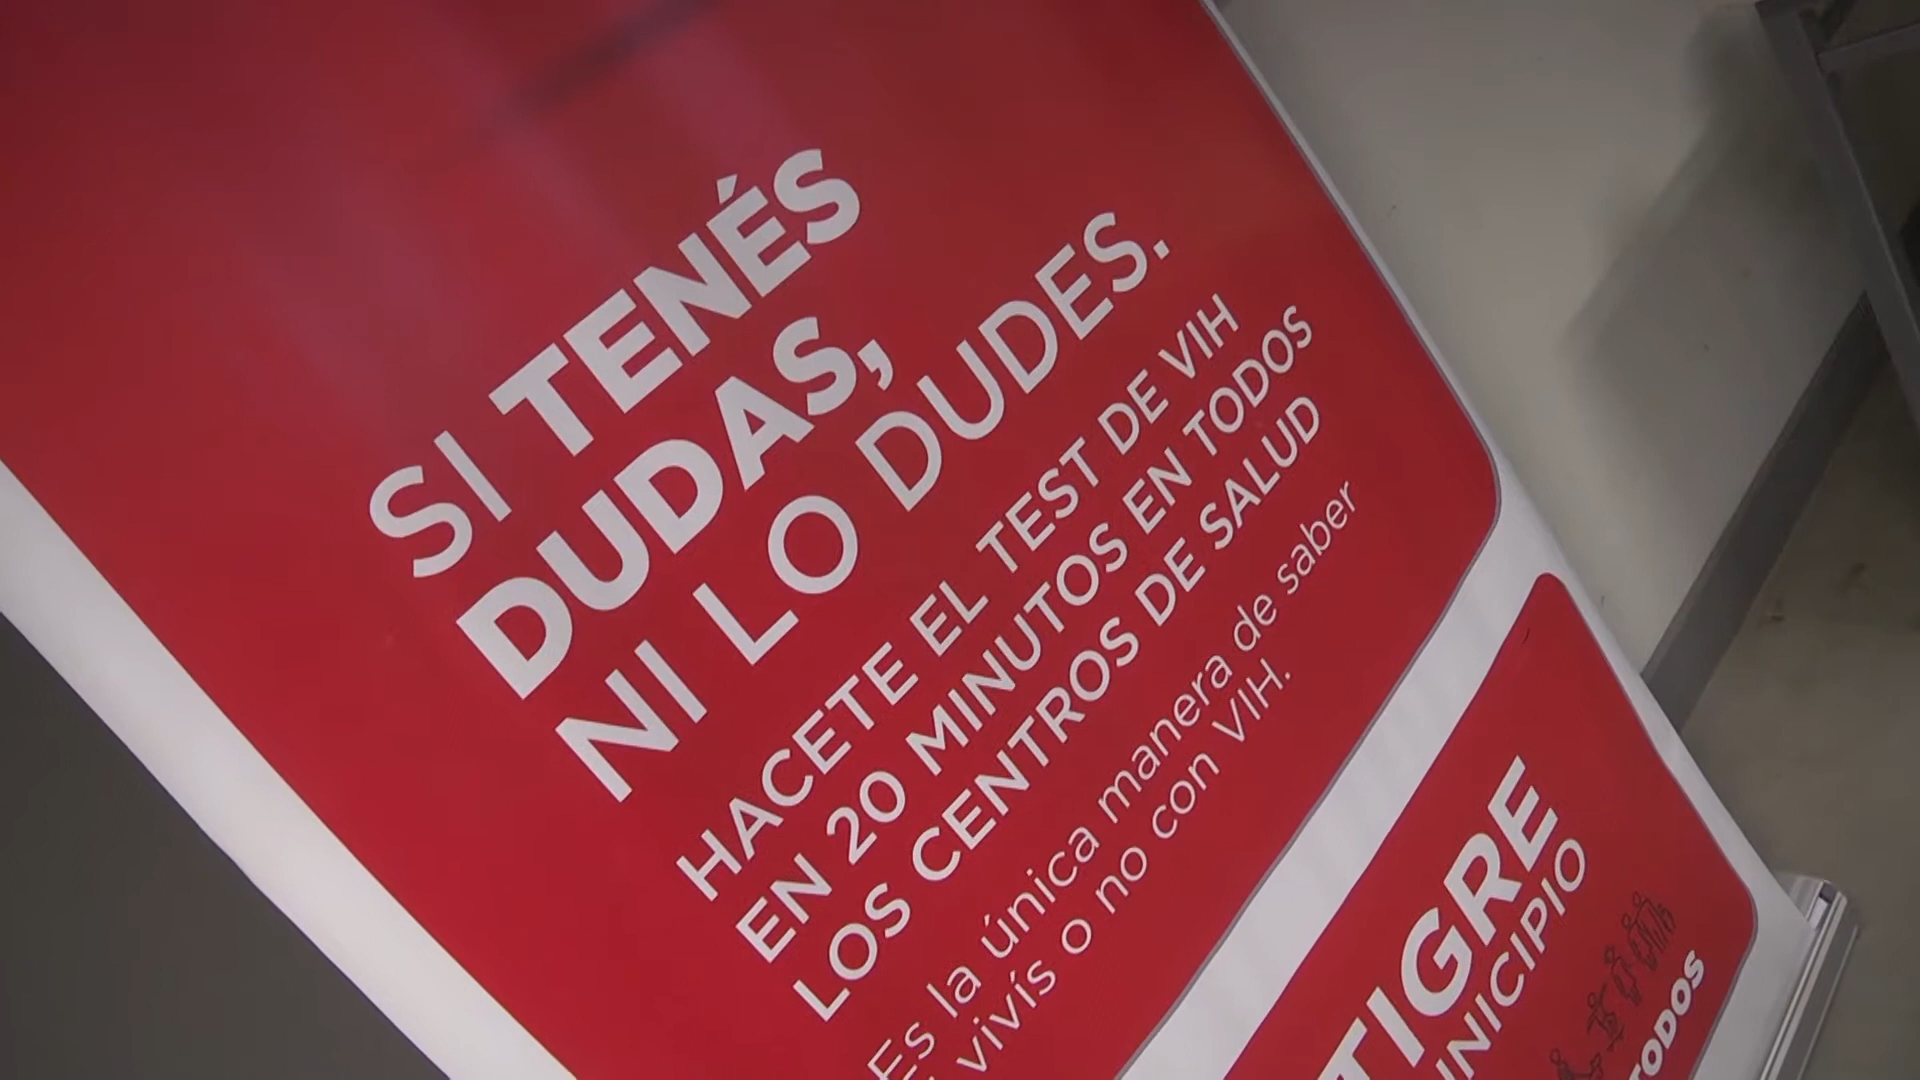 SI TENÉS
DUDAS,
NI LO DUDES.
HACETE EL TEST DE VIH
EN 20 MINUTOS EN TODOS
LOS CENTROS DE SALUD
Es la única manera de saber
vivís o no con VIH.
TIGRE
UNICIPIO
TODOS